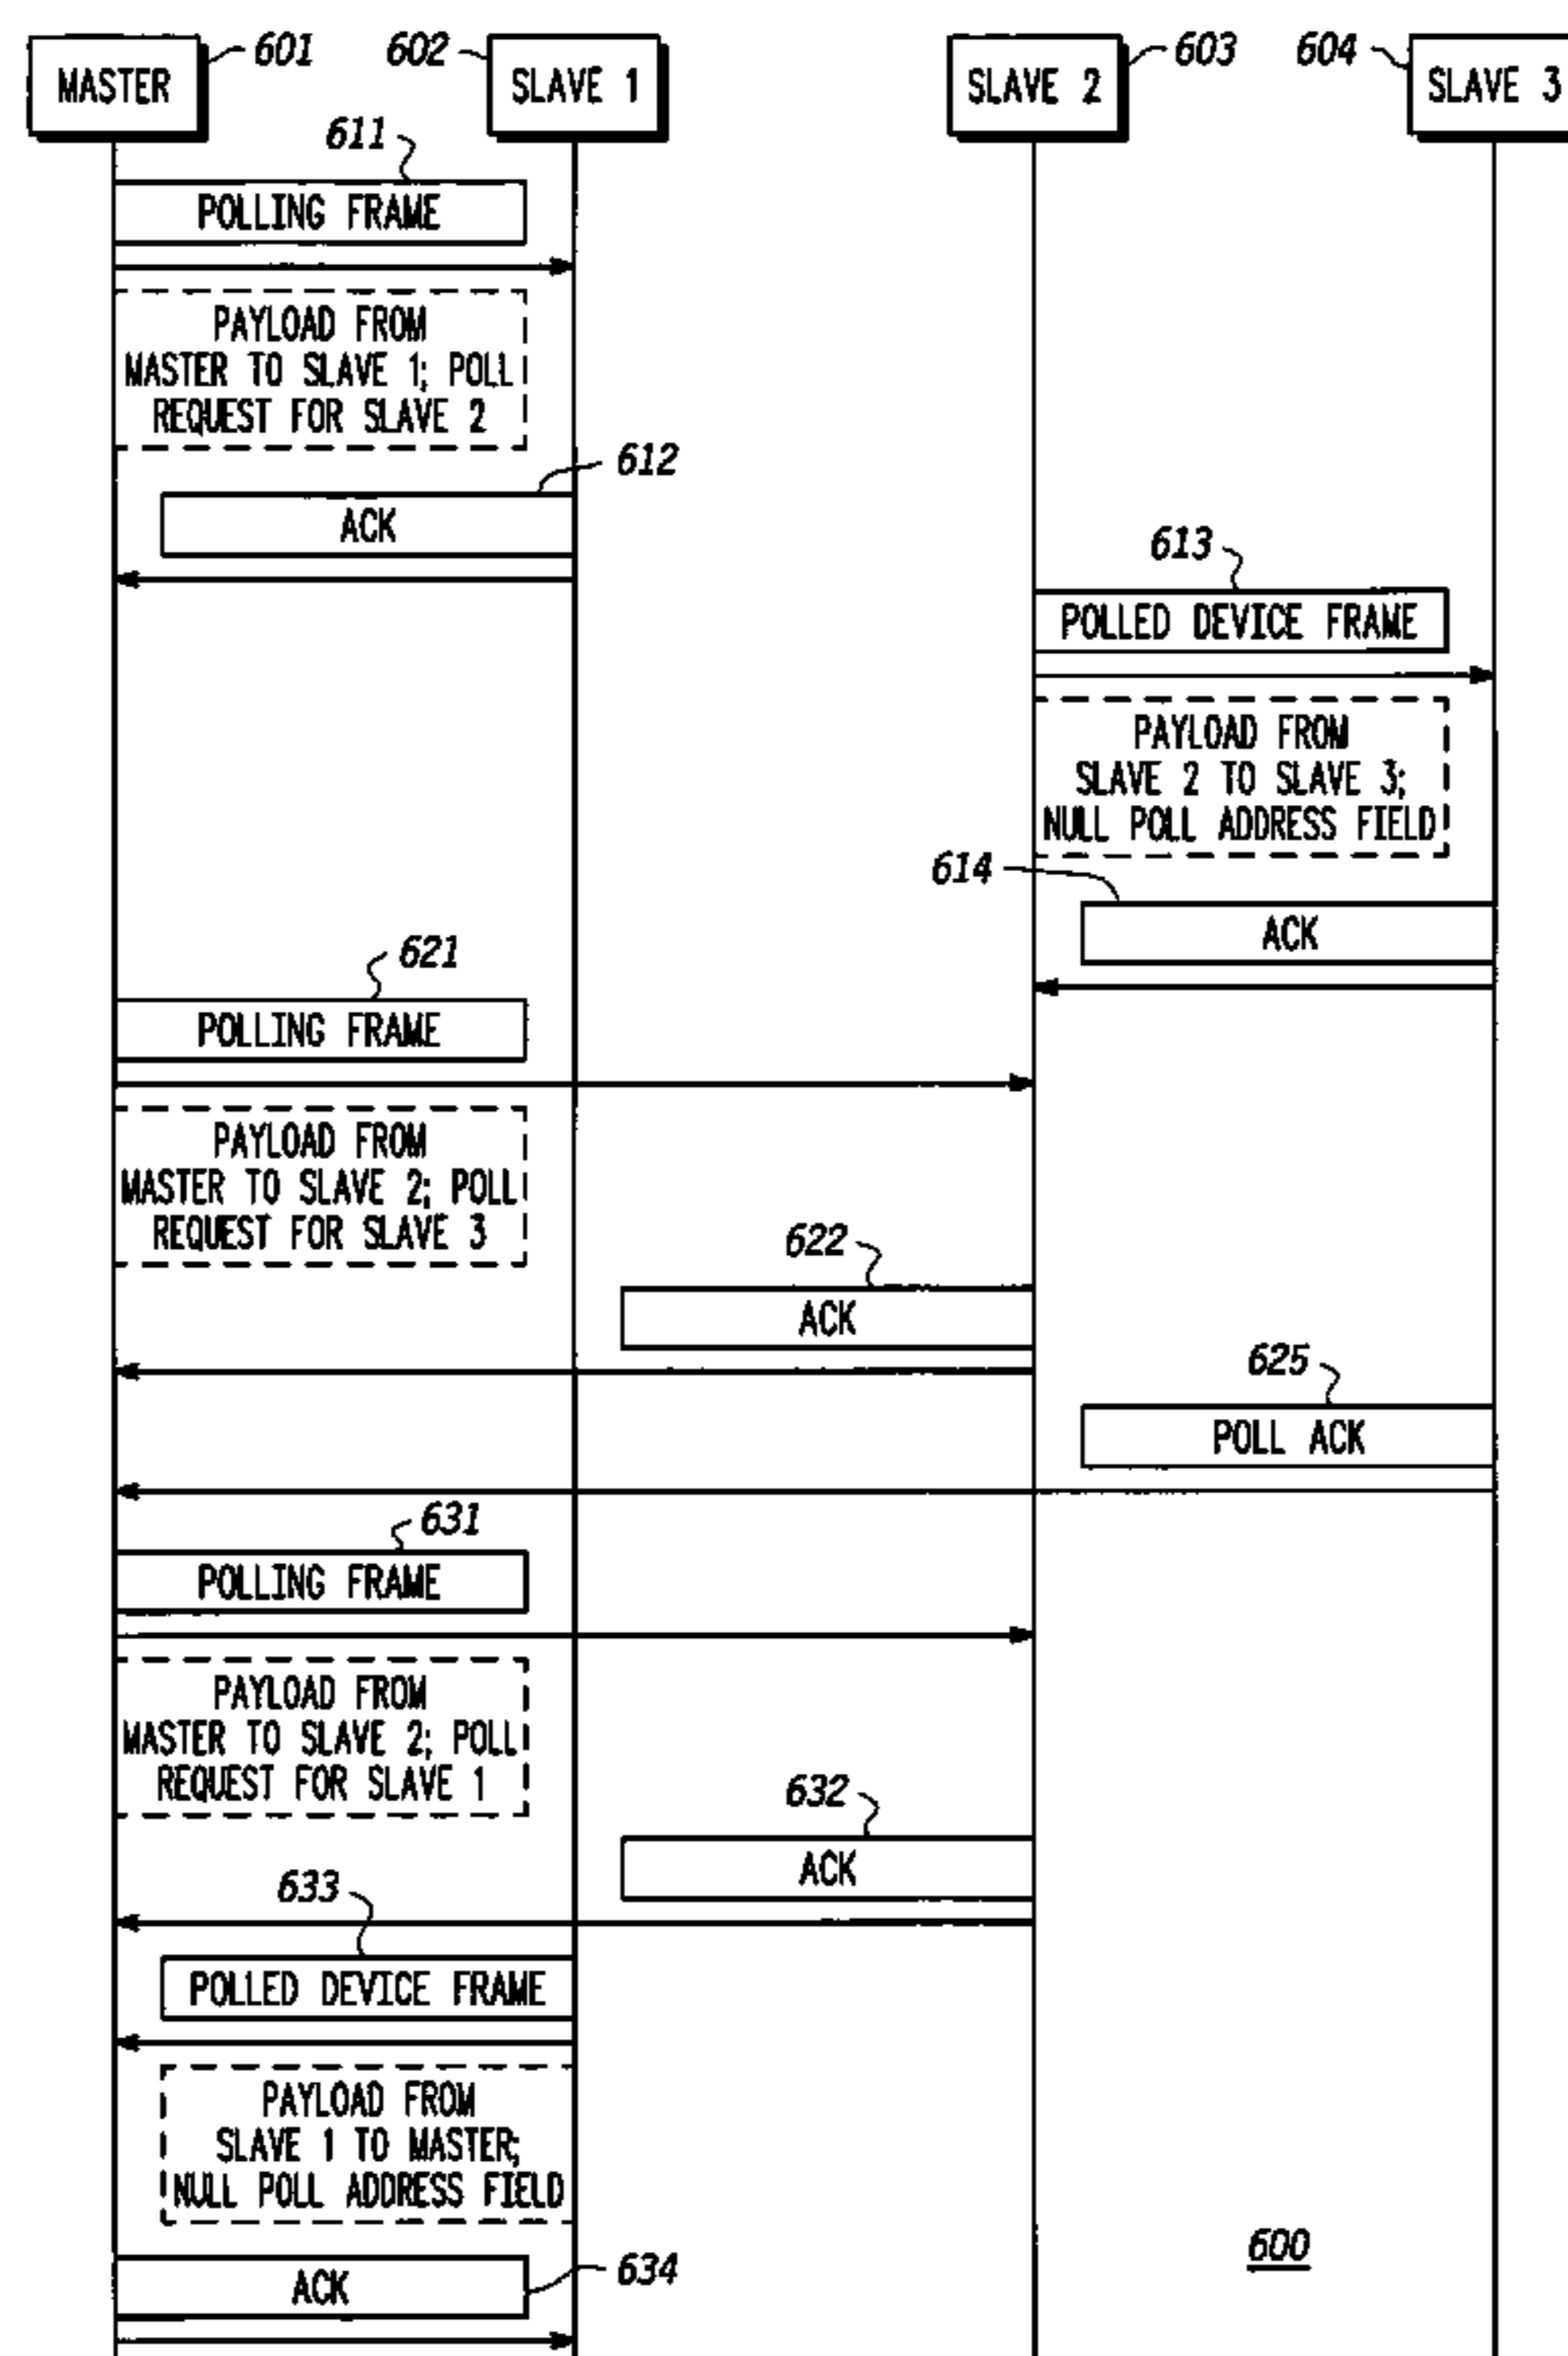 601 602 603 604
MASTER SLAVE 1 SLAVE 2 SLAVE 3
611
POLLING FRAME
PAYLOAD FROM
MASTER TO SLAVE 1; POLL
REQUEST FOR SLAVE 2
612
ACK
613
POLLED DEVICE FRAME
PAYLOAD FROM
SLAVE 2 TO SLAVE 3;
NULL POLL ADDRESS FIELD
614
ACK
621
POLLING FRAME
PAYLOAD FROM
MASTER TO SLAVE 2; POLL
REQUEST FOR SLAVE 3
622
ACK
625
POLL ACK
631
POLLING FRAME
PAYLOAD FROM
MASTER TO SLAVE 2; POLL
REQUEST FOR SLAVE 1
632
ACK
633
POLLED DEVICE FRAME
PAYLOAD FROM
SLAVE 1 TO MASTER;
NULL POLL ADDRESS FIELD
600
634
ACK